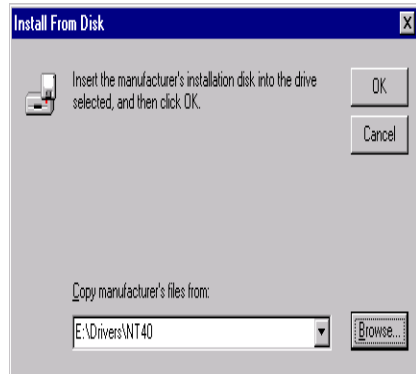 Install From Disk
Insert the manufacturer's installation disk into the drive
selected, and then click OK.
OK
Cancel
Copy manufacturer's files from:
E:\Drivers\NT40
Browse...